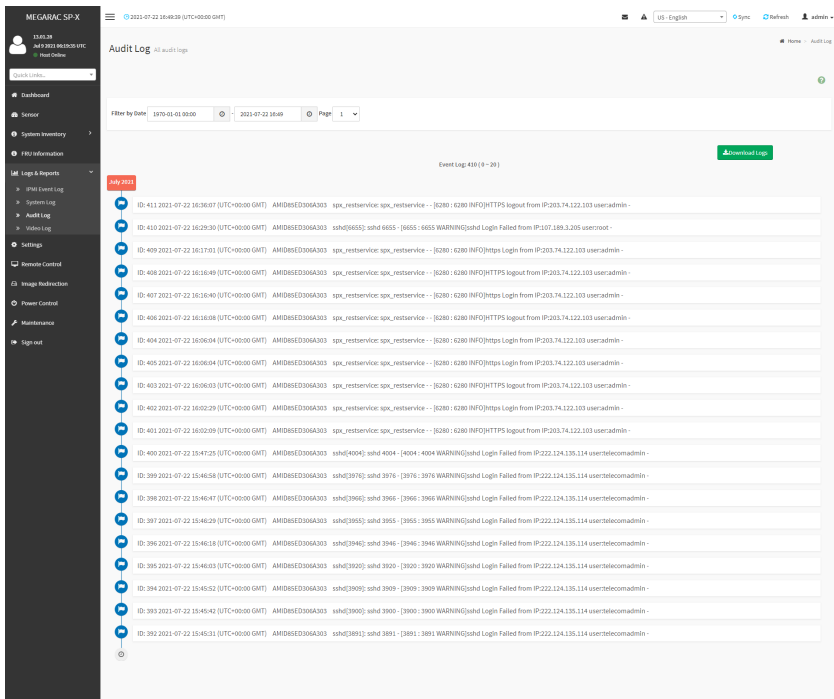 MEGARAC SP-X
2021-07-22 16:49:39 (UTC+00:00 GMT)
US - English
Sync
Refresh
admin
13.01.28
Jul 9 2021 06:19:35 UTC
Host Online
Quick Links...
Dashboard
Sensor
System Inventory
FRU Information
Logs & Reports
» IPMI Event Log
» System Log
» Audit Log
» Video Log
Settings
Remote Control
Image Redirection
Power Control
Maintenance
Sign out
Audit Log All audit logs
Home > Audit Log
Filter by Date 1970-01-01 00:00 - 2021-07-22 16:49 Page 1
Download Logs
Event Log: 410 ( 0 ~ 20 )
July 2021
ID: 411 2021-07-22 16:36:07 (UTC+00:00 GMT) AMID85ED306A303 spx_restservice: spx_restservice - - [6280 : 6280 INFO]HTTPS logout from IP:203.74.122.103 user:admin -
ID: 410 2021-07-22 16:29:30 (UTC+00:00 GMT) AMID85ED306A303 sshd[6655]: sshd 6655 - [6655 : 6655 WARNING]sshd Login Failed from IP:107.189.3.205 user:root -
ID: 409 2021-07-22 16:17:01 (UTC+00:00 GMT) AMID85ED306A303 spx_restservice: spx_restservice - - [6280 : 6280 INFO]https Login from IP:203.74.122.103 user:admin -
ID: 408 2021-07-22 16:16:49 (UTC+00:00 GMT) AMID85ED306A303 spx_restservice: spx_restservice - - [6280 : 6280 INFO]HTTPS logout from IP:203.74.122.103 user:admin -
ID: 407 2021-07-22 16:16:40 (UTC+00:00 GMT) AMID85ED306A303 spx_restservice: spx_restservice - - [6280 : 6280 INFO]https Login from IP:203.74.122.103 user:admin -
ID: 406 2021-07-22 16:16:08 (UTC+00:00 GMT) AMID85ED306A303 spx_restservice: spx_restservice - - [6280 : 6280 INFO]HTTPS logout from IP:203.74.122.103 user:admin -
ID: 404 2021-07-22 16:06:04 (UTC+00:00 GMT) AMID85ED306A303 spx_restservice: spx_restservice - - [6280 : 6280 INFO]https Login from IP:203.74.122.103 user:admin -
ID: 405 2021-07-22 16:06:04 (UTC+00:00 GMT) AMID85ED306A303 spx_restservice: spx_restservice - - [6280 : 6280 INFO]https Login from IP:203.74.122.103 user:admin -
ID: 403 2021-07-22 16:06:03 (UTC+00:00 GMT) AMID85ED306A303 spx_restservice: spx_restservice - - [6280 : 6280 INFO]HTTPS logout from IP:203.74.122.103 user:admin -
ID: 402 2021-07-22 16:02:29 (UTC+00:00 GMT) AMID85ED306A303 spx_restservice: spx_restservice - - [6280 : 6280 INFO]https Login from IP:203.74.122.103 user:admin -
ID: 401 2021-07-22 16:02:09 (UTC+00:00 GMT) AMID85ED306A303 spx_restservice: spx_restservice - - [6280 : 6280 INFO]HTTPS logout from IP:203.74.122.103 user:admin -
ID: 400 2021-07-22 15:47:25 (UTC+00:00 GMT) AMID85ED306A303 sshd[4004]: sshd 4004 - [4004 : 4004 WARNING]sshd Login Failed from IP:222.124.135.114 user:telecomadmin -
ID: 399 2021-07-22 15:46:58 (UTC+00:00 GMT) AMID85ED306A303 sshd[3976]: sshd 3976 - [3976 : 3976 WARNING]sshd Login Failed from IP:222.124.135.114 user:telecomadmin -
ID: 398 2021-07-22 15:46:47 (UTC+00:00 GMT) AMID85ED306A303 sshd[3966]: sshd 3966 - [3966 : 3966 WARNING]sshd Login Failed from IP:222.124.135.114 user:telecomadmin -
ID: 397 2021-07-22 15:46:29 (UTC+00:00 GMT) AMID85ED306A303 sshd[3955]: sshd 3955 - [3955 : 3955 WARNING]sshd Login Failed from IP:222.124.135.114 user:telecomadmin -
ID: 396 2021-07-22 15:46:18 (UTC+00:00 GMT) AMID85ED306A303 sshd[3946]: sshd 3946 - [3946 : 3946 WARNING]sshd Login Failed from IP:222.124.135.114 user:telecomadmin -
ID: 395 2021-07-22 15:46:03 (UTC+00:00 GMT) AMID85ED306A303 sshd[3920]: sshd 3920 - [3920 : 3920 WARNING]sshd Login Failed from IP:222.124.135.114 user:telecomadmin -
ID: 394 2021-07-22 15:45:52 (UTC+00:00 GMT) AMID85ED306A303 sshd[3909]: sshd 3909 - [3909 : 3909 WARNING]sshd Login Failed from IP:222.124.135.114 user:telecomadmin -
ID: 393 2021-07-22 15:45:42 (UTC+00:00 GMT) AMID85ED306A303 sshd[3900]: sshd 3900 - [3900 : 3900 WARNING]sshd Login Failed from IP:222.124.135.114 user:telecomadmin -
ID: 392 2021-07-22 15:45:31 (UTC+00:00 GMT) AMID85ED306A303 sshd[3891]: sshd 3891 - [3891 : 3891 WARNING]sshd Login Failed from IP:222.124.135.114 user:telecomadmin -